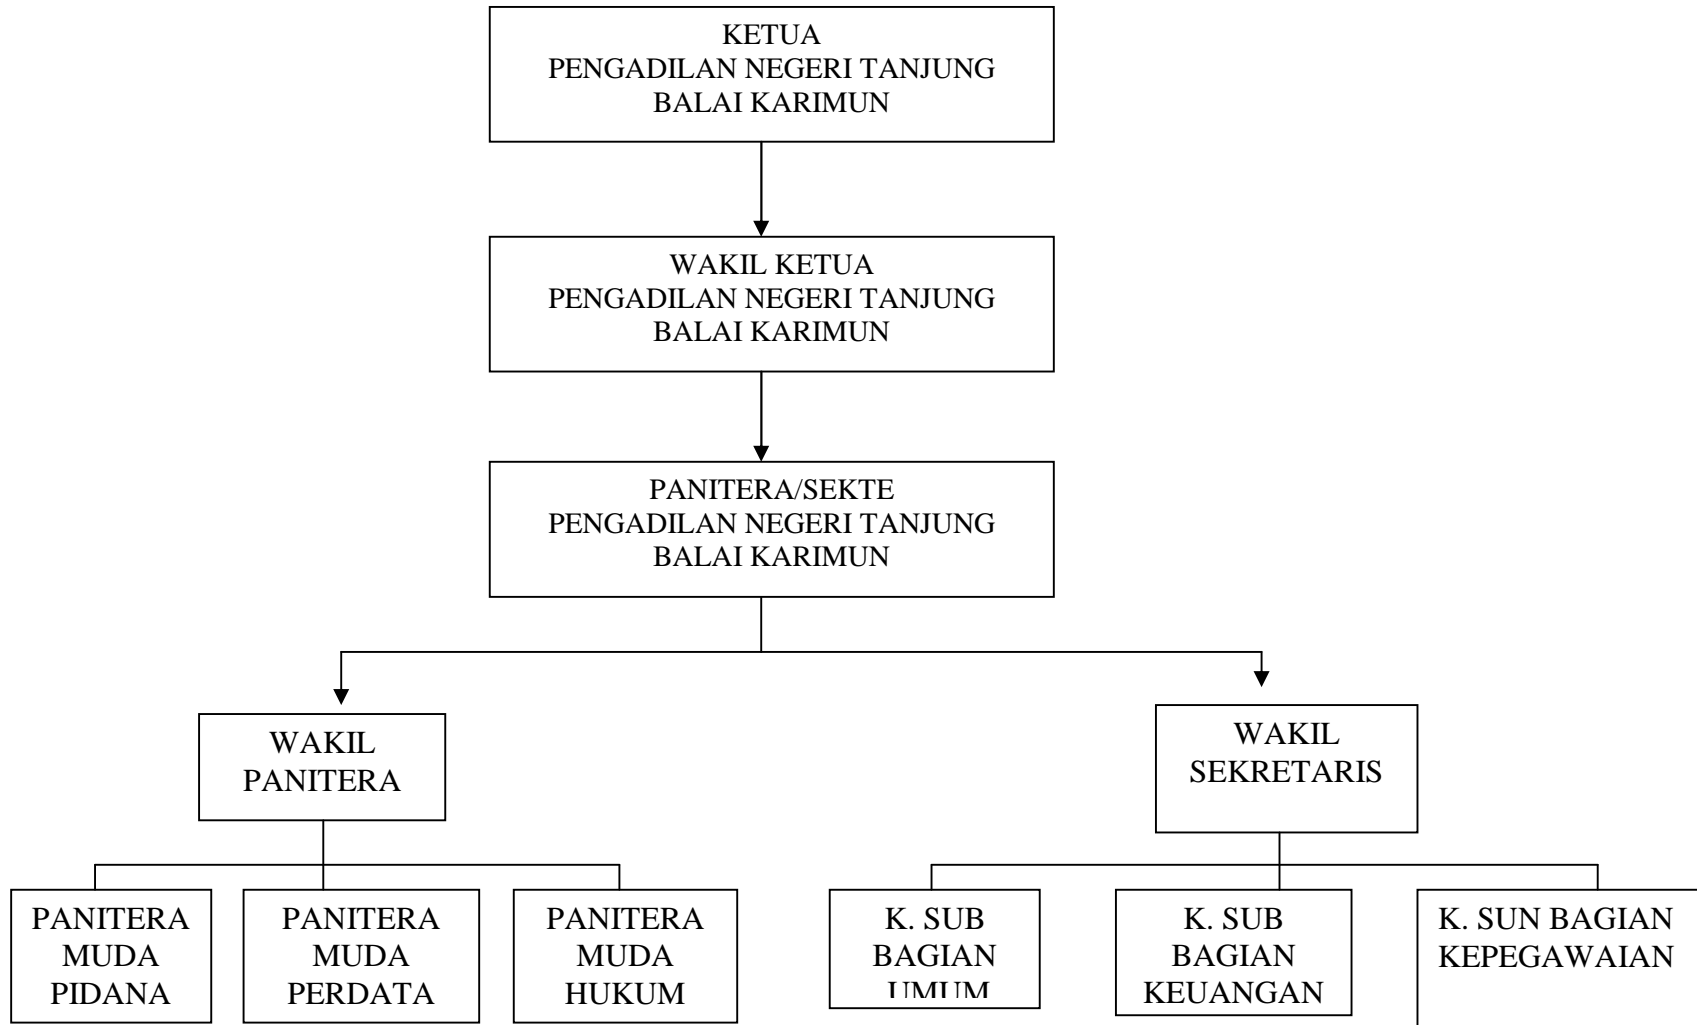 KETUA
PENGADILAN NEGERI TANJUNG
BALAI KARIMUN
WAKIL KETUA
PENGADILAN NEGERI TANJUNG
BALAI KARIMUN
PANITERA/SEKTE
PENGADILAN NEGERI TANJUNG
BALAI KARIMUN
WAKIL
PANITERA
WAKIL
SEKRETARIS
PANITERA
MUDA
PIDANA
PANITERA
MUDA
PERDATA
PANITERA
MUDA
HUKUM
K. SUB
BAGIAN
UMUM
K. SUB
BAGIAN
KEUANGAN
K. SUN BAGIAN
KEPEGAWAIAN